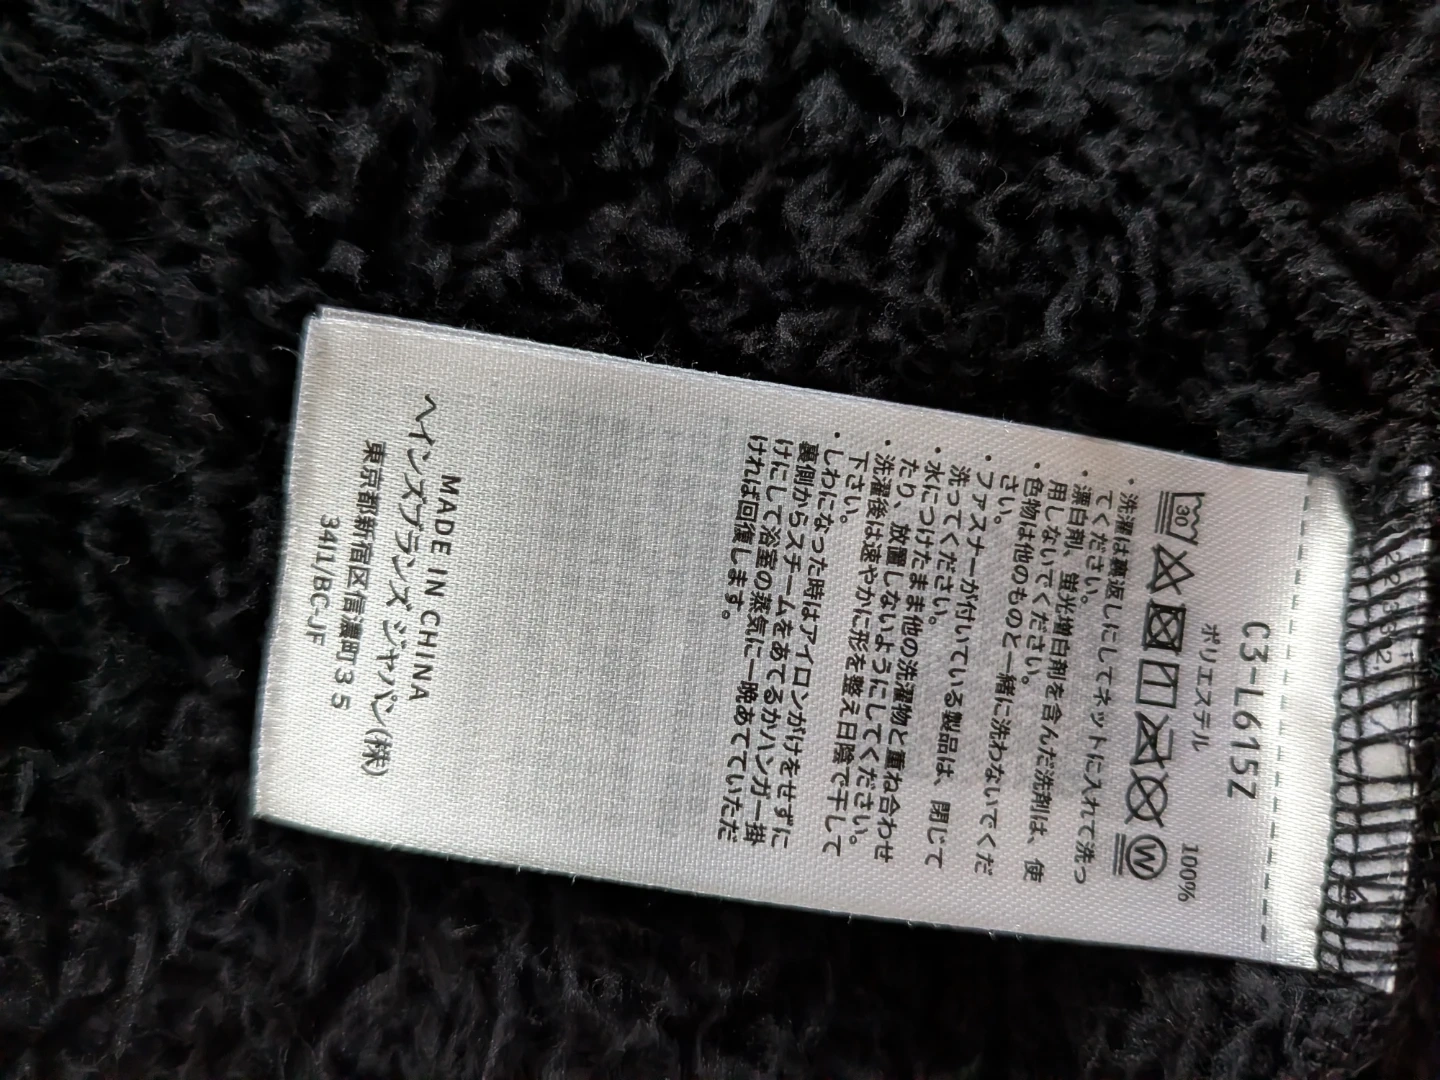 C3-L615Z
ポリエステル 100%
30 W
・洗濯は裏返しにしてネットに入れて洗っ
てください。
・漂白剤、蛍光増白剤を含んだ洗剤は、使
用しないでください。
・色物は他のものと一緒に洗わないでくだ
さい。
・ファスナーが付いている製品は、閉じて
洗ってください。
・水につけたまま他の洗濯物と重ね合わせ
たり、放置しないようにしてください。
・洗濯後は速やかに形を整え日陰で干して
下さい。
・しわになった時はアイロンがけをせずに
裏側からスチームをあてるかハンガー掛
けにして浴室の蒸気に一晩あてていただ
ければ回復します。
MADE IN CHINA
ヘインズブランズ ジャパン(株)
東京都新宿区信濃町35
341L/BC-JF